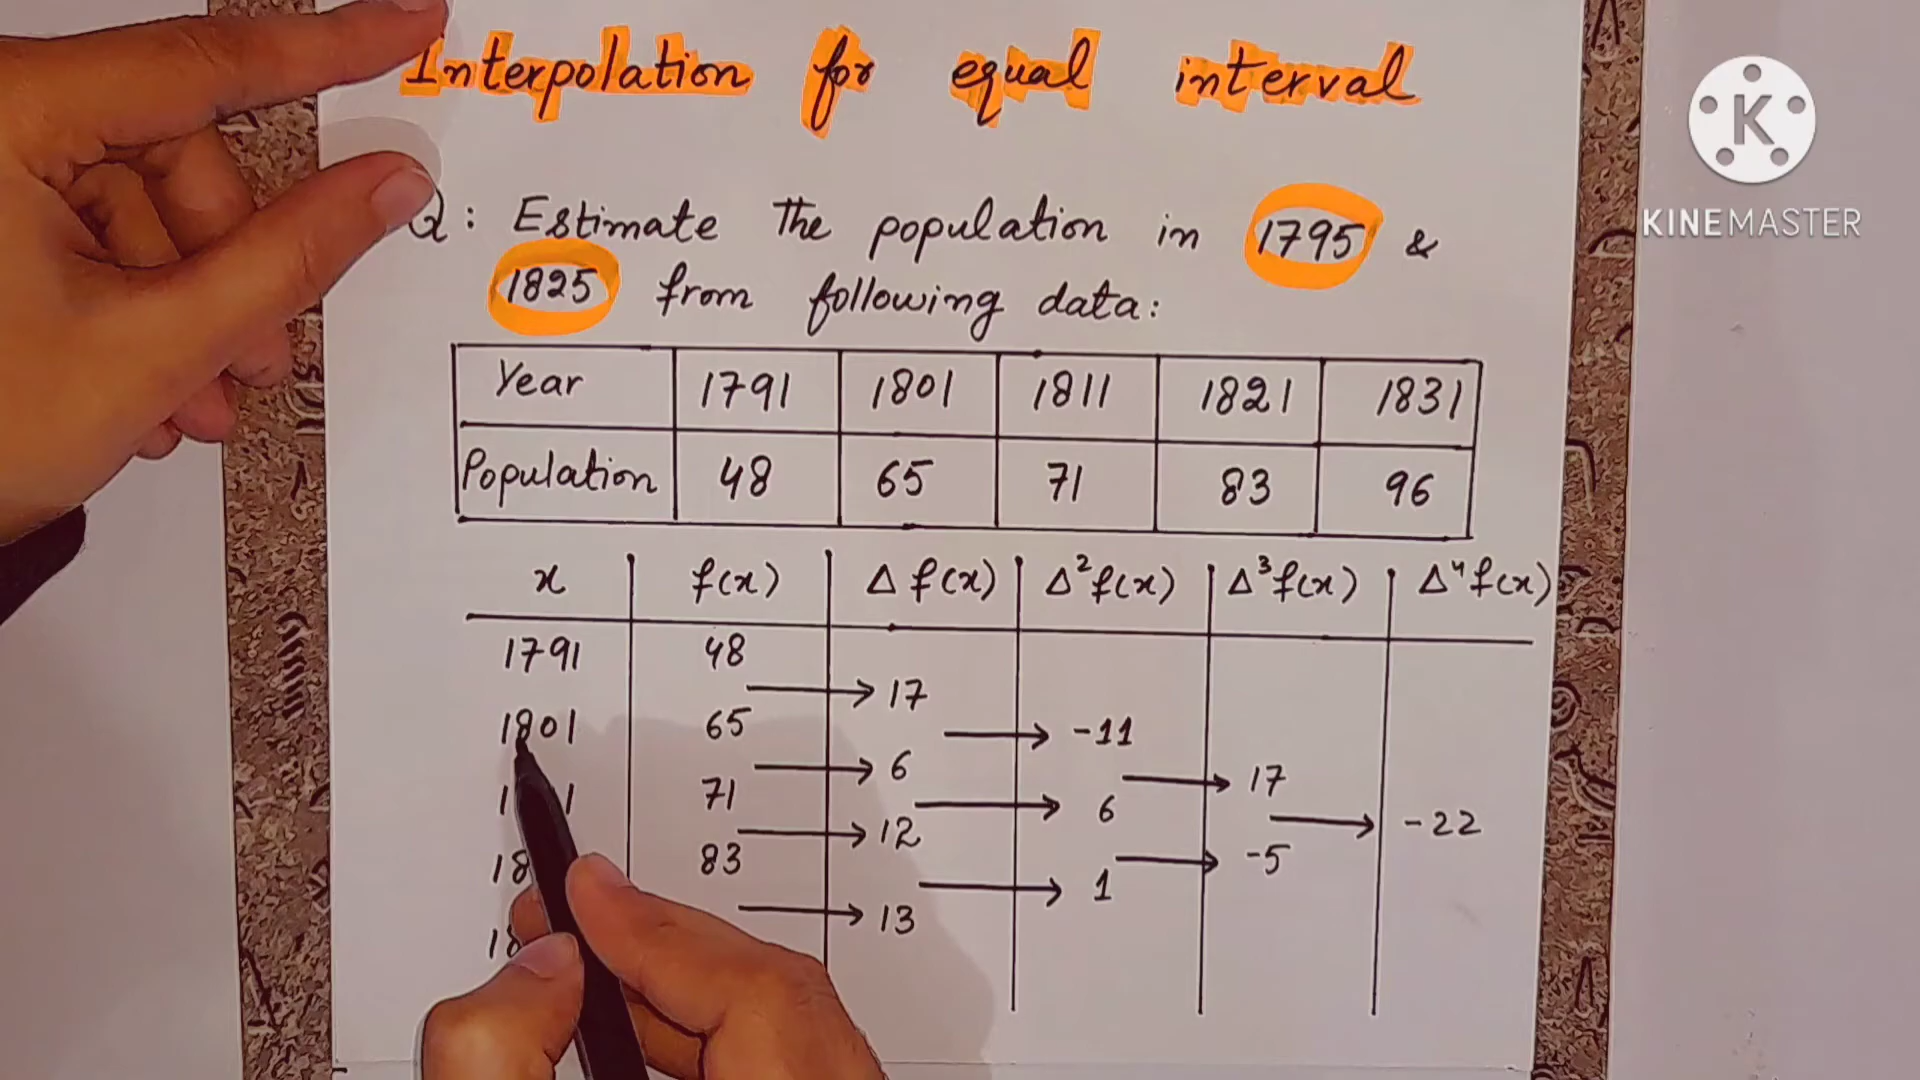 Interpolation for equal interval
K
KINEMASTER
Q: Estimate the population in 1795 &
1825 from following data:
Year 1791 1801 1811 1821 1831
Population 48 65 71 83 96
x f(x) Δ f(x) Δ²f(x) Δ³f(x) Δ⁴f(x)
1791 48
17
1801 65 -11
6 17
71 6 -22
12 -5
83 1
13